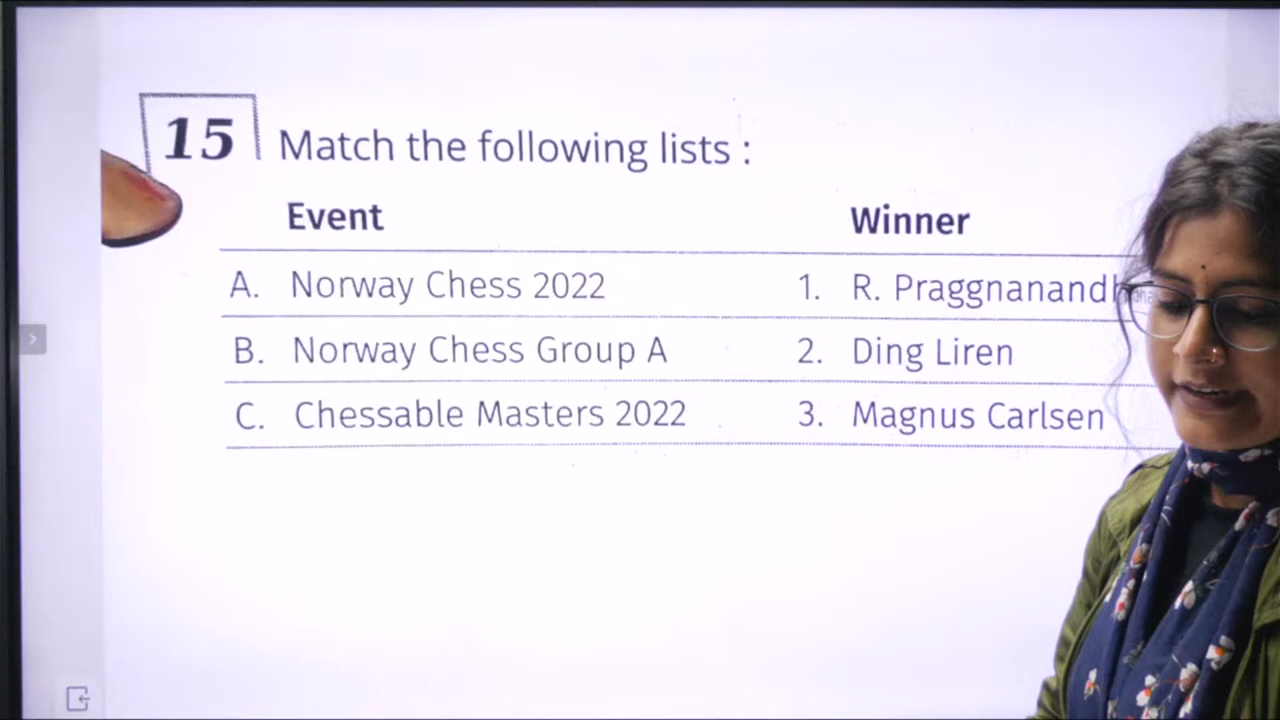 15 Match the following lists :
Event Winner
A. Norway Chess 2022 1. R. Praggnanandh
B. Norway Chess Group A 2. Ding Liren
C. Chessable Masters 2022 3. Magnus Carlsen